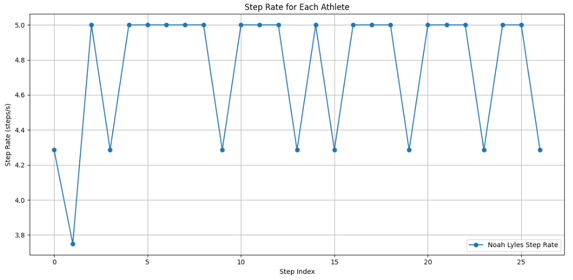 Step Rate for Each Athlete
5.0
4.8
4.6
4.4
4.2
4.0
3.8
Step Rate (steps/s)
Noah Lyles Step Rate
0 5 10 15 20 25
Step Index